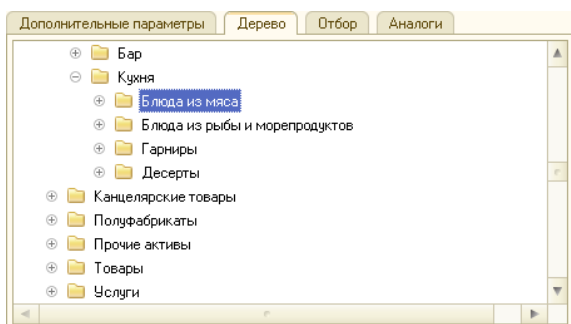 Дополнительные параметры Дерево Отбор Аналоги
Бар
Кухня
Блюда из мяса
Блюда из рыбы и морепродуктов
Гарниры
Десерты
Канцелярские товары
Полуфабрикаты
Прочие активы
Товары
Услуги